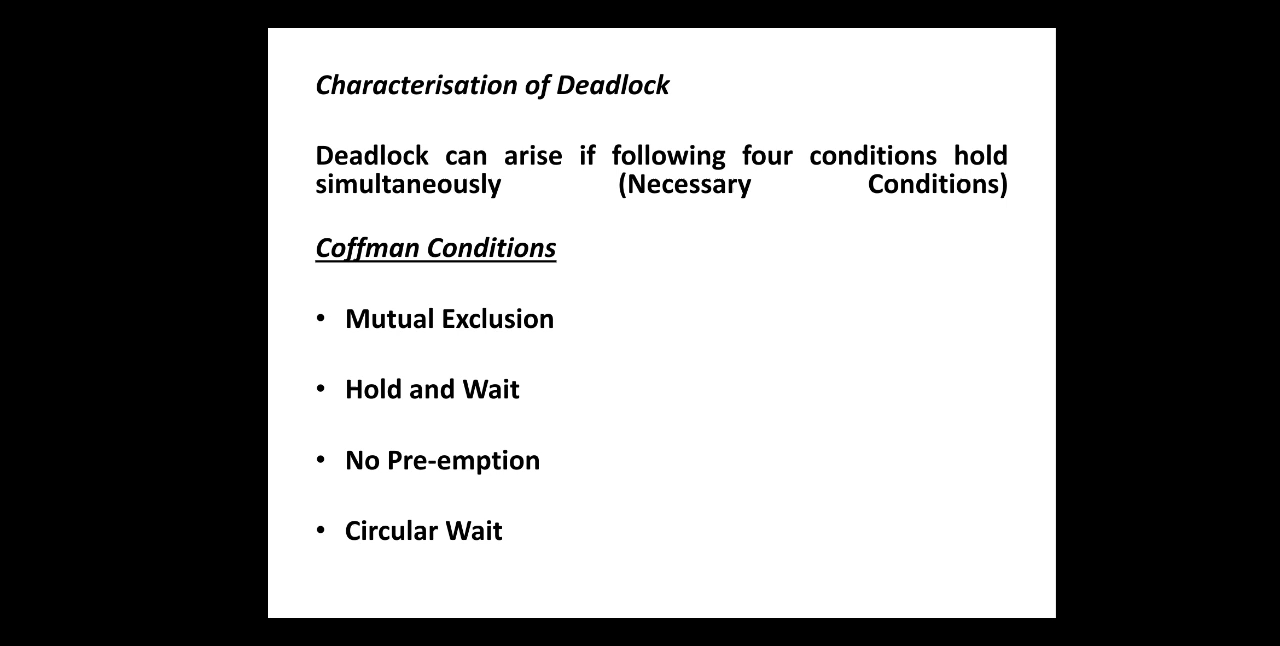 Characterisation of Deadlock
Deadlock can arise if following four conditions hold
simultaneously (Necessary Conditions)
Coffman Conditions
• Mutual Exclusion
• Hold and Wait
• No Pre-emption
• Circular Wait